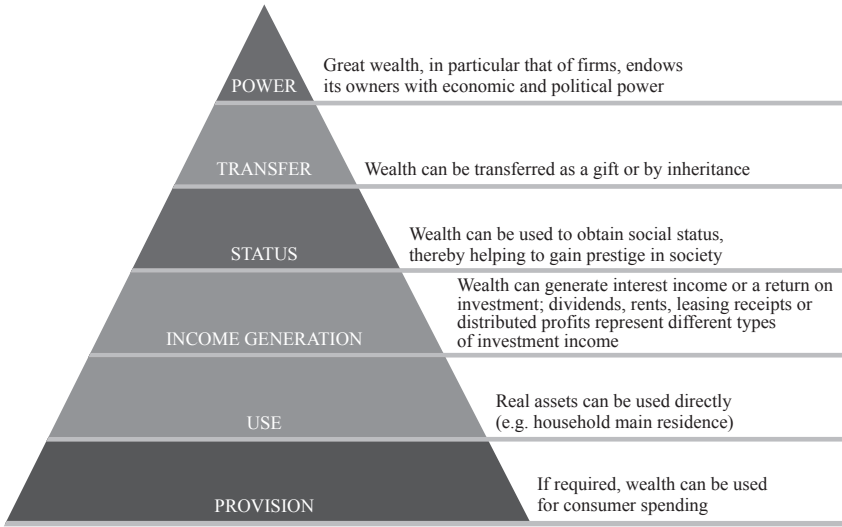 POWER
Great wealth, in particular that of firms, endows
its owners with economic and political power
TRANSFER
Wealth can be transferred as a gift or by inheritance
STATUS
Wealth can be used to obtain social status,
thereby helping to gain prestige in society
INCOME GENERATION
Wealth can generate interest income or a return on
investment; dividends, rents, leasing receipts or
distributed profits represent different types
of investment income
USE
Real assets can be used directly
(e.g. household main residence)
PROVISION
If required, wealth can be used
for consumer spending